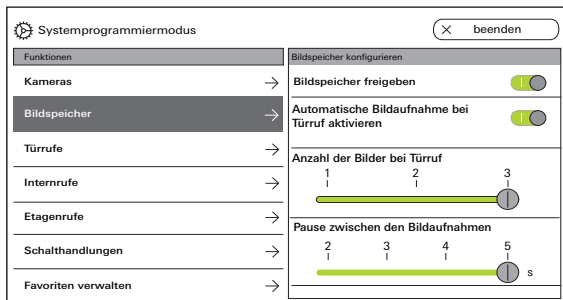 Systemprogrammiermodus
beenden
Funktionen
Kameras
Bildspeicher
Türrufe
Internrufe
Etagenrufe
Schalthandlungen
Favoriten verwalten
Bildspeicher konfigurieren
Bildspeicher freigeben
Automatische Bildaufnahme bei
Türruf aktivieren
Anzahl der Bilder bei Türruf
1 2 3
Pause zwischen den Bildaufnahmen
2 3 4 5
s